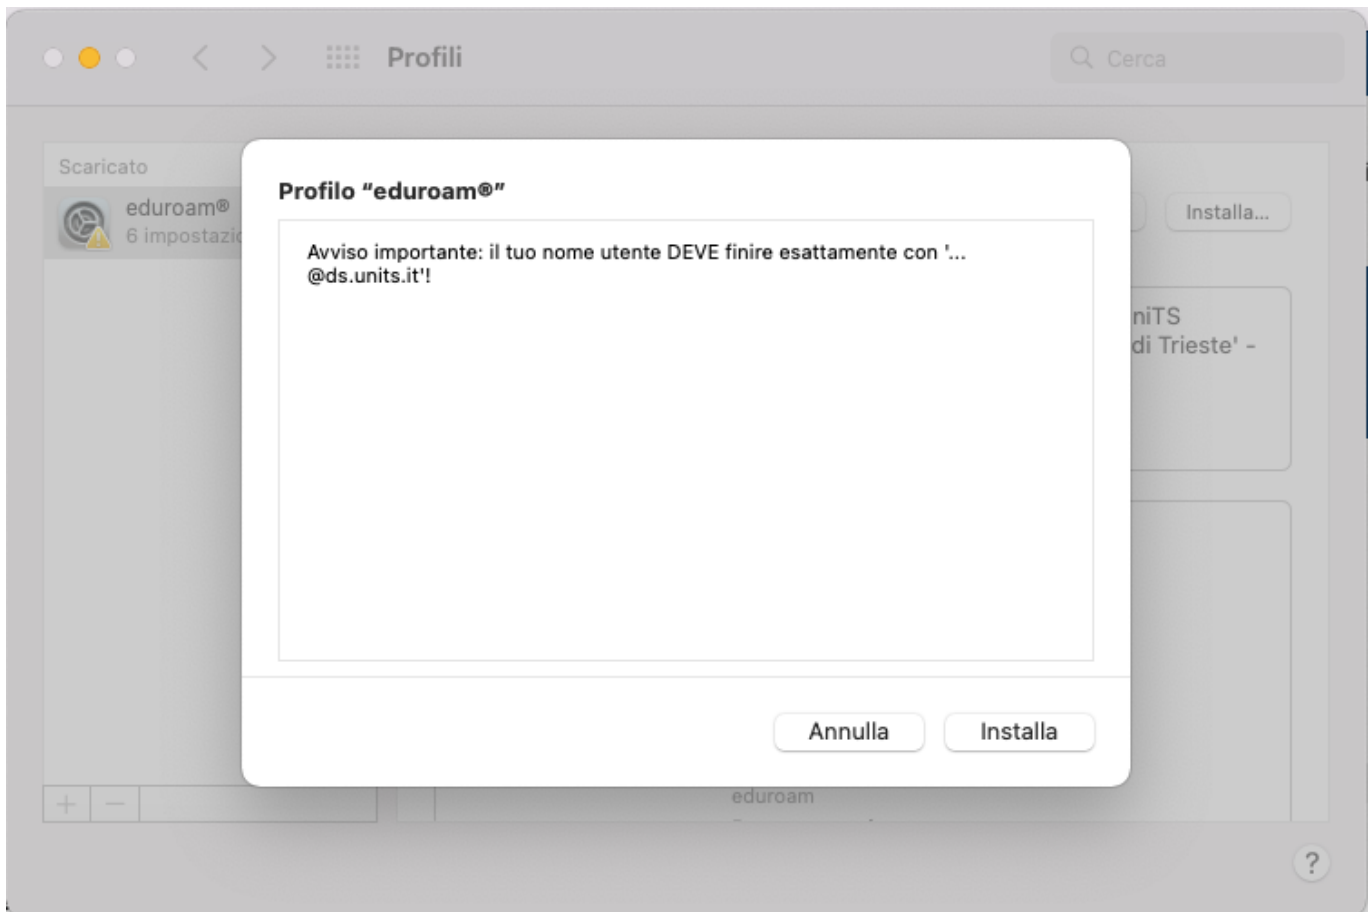 Profili
Cerca
Scaricato
eduroam®
6 impostazio
Installa...
niTS
di Trieste' -
Profilo “eduroam®”
Avviso importante: il tuo nome utente DEVE finire esattamente con '...
@ds.units.it'!
Annulla
Installa
eduroam
?